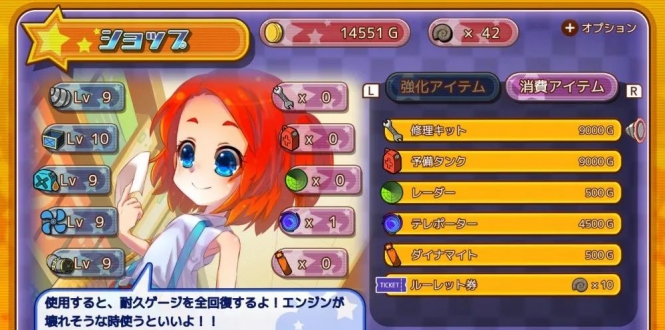 ショップ
14551 G
× 42
オプション
L
強化アイテム
消費アイテム
R
Lv 9
Lv 10
Lv 9
Lv 9
Lv 9
× 0
× 0
× 0
× 1
× 0
修理キット 9000 G
予備タンク 9000 G
レーダー 500 G
テレポーター 4500 G
ダイナマイト 500 G
TICKET ルーレット券 × 10
使用すると、耐久ゲージを全回復するよ！エンジンが
壊れそうな時使うといいよ！！